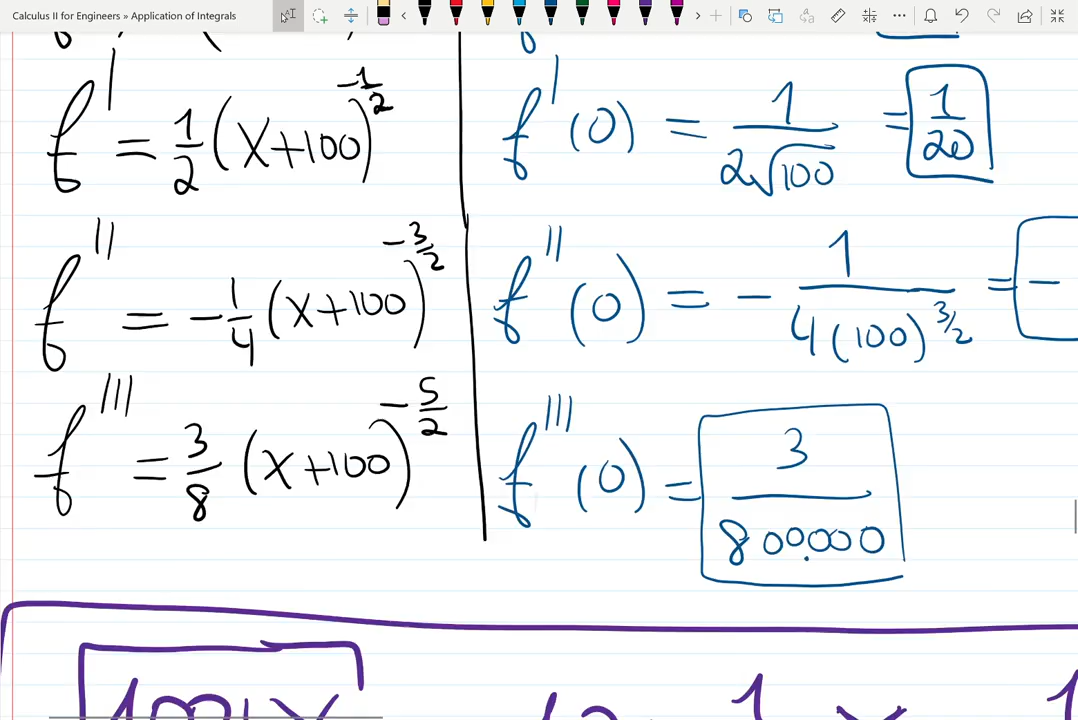 Calculus II for Engineers » Application of Integrals
f' = 1/2 (x+100)^(-1/2)
f'(0) = 1/(2√100) = 1/20
f'' = -1/4 (x+100)^(-3/2)
f''(0) = - 1/(4(100)^(3/2)) = -
f''' = 3/8 (x+100)^(-5/2)
f'''(0) = 3/800.000